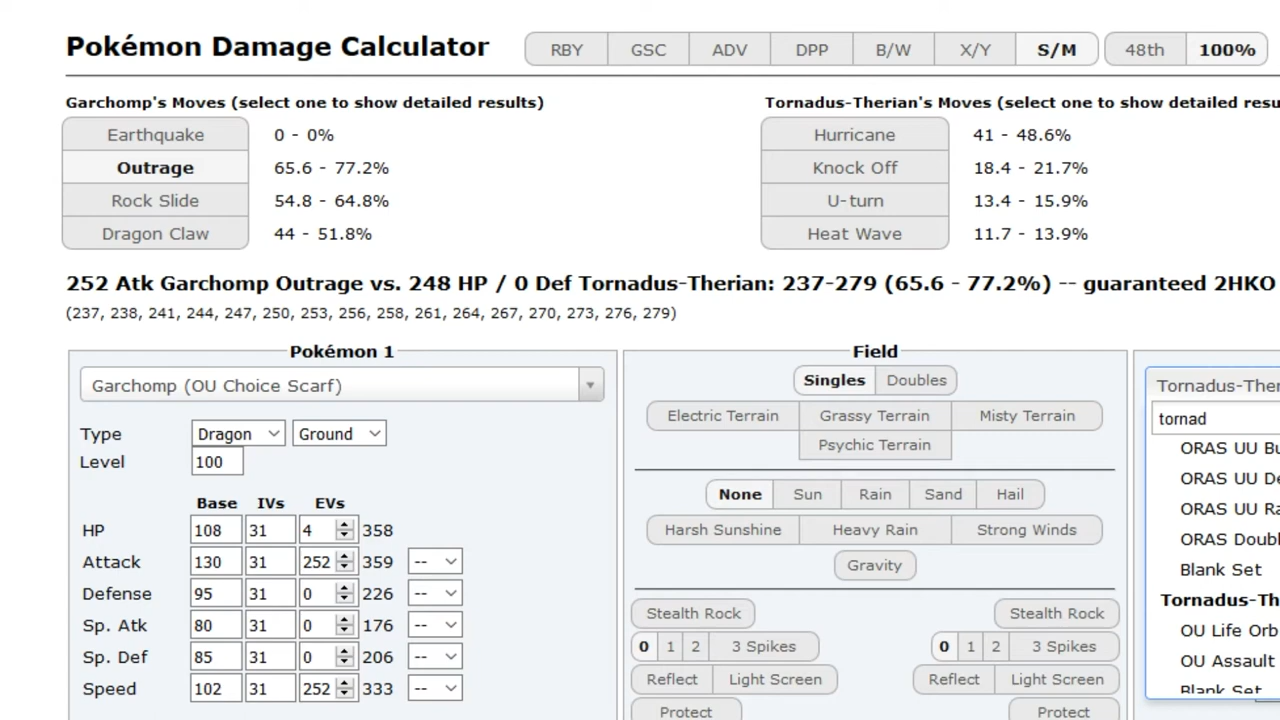 Pokémon Damage Calculator
RBY GSC ADV DPP B/W X/Y S/M 48th 100%
Garchomp's Moves (select one to show detailed results)
Earthquake 0 - 0%
Outrage 65.6 - 77.2%
Rock Slide 54.8 - 64.8%
Dragon Claw 44 - 51.8%
Tornadus-Therian's Moves (select one to show detailed resu
Hurricane 41 - 48.6%
Knock Off 18.4 - 21.7%
U-turn 13.4 - 15.9%
Heat Wave 11.7 - 13.9%
252 Atk Garchomp Outrage vs. 248 HP / 0 Def Tornadus-Therian: 237-279 (65.6 - 77.2%) -- guaranteed 2HKO
(237, 238, 241, 244, 247, 250, 253, 256, 258, 261, 264, 267, 270, 273, 276, 279)
Pokémon 1
Garchomp (OU Choice Scarf)
Type Dragon Ground
Level 100
Base IVs EVs
HP 108 31 4 358
Attack 130 31 252 359 --
Defense 95 31 0 226 --
Sp. Atk 80 31 0 176 --
Sp. Def 85 31 0 206 --
Speed 102 31 252 333 --
Field
Singles Doubles
Electric Terrain Grassy Terrain Misty Terrain
Psychic Terrain
None Sun Rain Sand Hail
Harsh Sunshine Heavy Rain Strong Winds
Gravity
Stealth Rock Stealth Rock
0 1 2 3 Spikes 0 1 2 3 Spikes
Reflect Light Screen Reflect Light Screen
Protect Protect
Tornadus-Ther
tornad
ORAS UU Bu
ORAS UU De
ORAS UU Ra
ORAS Doubl
Blank Set
Tornadus-Th
OU Life Orb
OU Assault
Blank Set